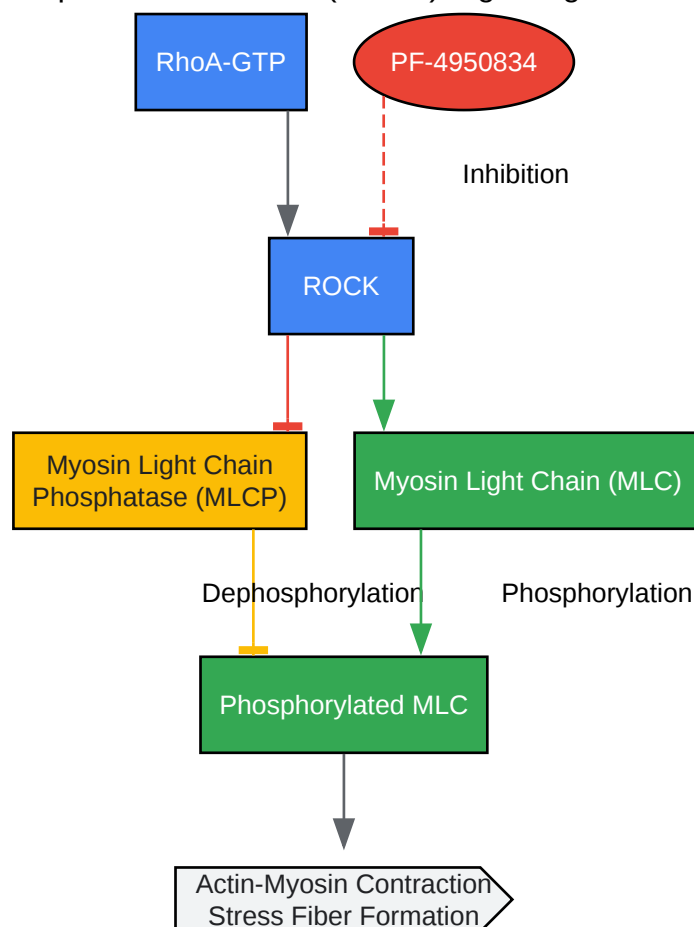 RhoA-GTP
PF-4950834
Inhibition
ROCK
Myosin Light Chain
Phosphatase (MLCP)
Myosin Light Chain (MLC)
Dephosphorylation
Phosphorylation
Phosphorylated MLC
Actin-Myosin Contraction
Stress Fiber Formation